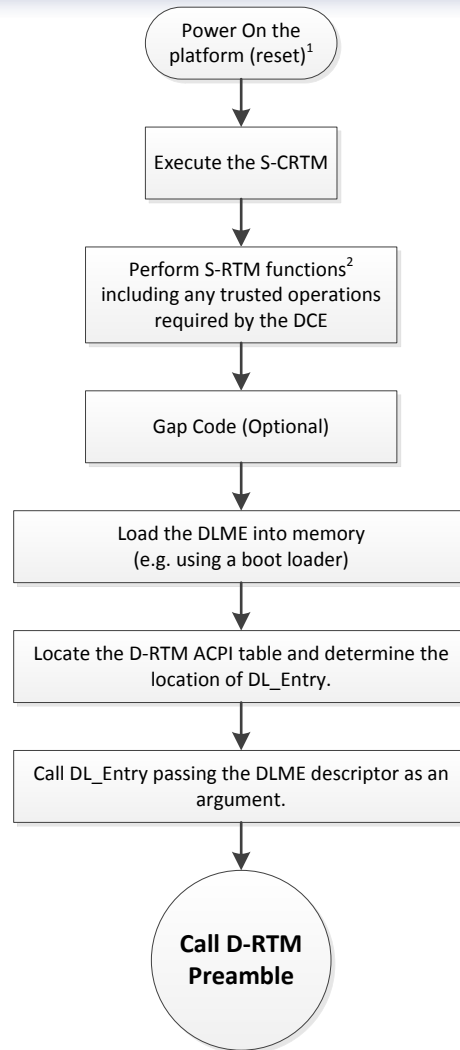 Power On the
platform (reset)¹
Execute the S-CRTM
Perform S-RTM functions²
including any trusted operations
required by the DCE
Gap Code (Optional)
Load the DLME into memory
(e.g. using a boot loader)
Locate the D-RTM ACPI table and determine the
location of DL_Entry.
Call DL_Entry passing the DLME descriptor as an
argument.
Call D-RTM
Preamble